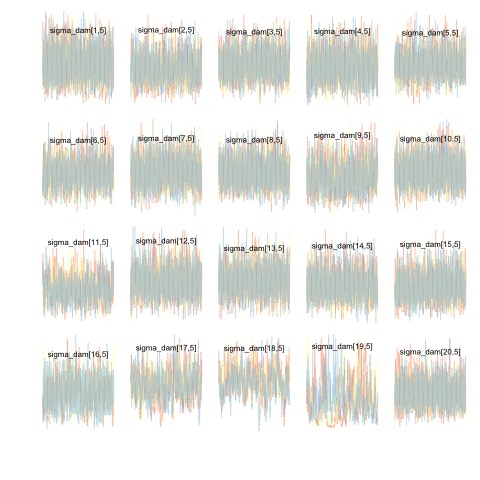 sigma_dam[1,5]
sigma_dam[2,5]
sigma_dam[3,5]
sigma_dam[4,5]
sigma_dam[5,5]
sigma_dam[6,5]
sigma_dam[7,5]
sigma_dam[8,5]
sigma_dam[9,5]
sigma_dam[10,5]
sigma_dam[11,5]
sigma_dam[12,5]
sigma_dam[13,5]
sigma_dam[14,5]
sigma_dam[15,5]
sigma_dam[16,5]
sigma_dam[17,5]
sigma_dam[18,5]
sigma_dam[19,5]
sigma_dam[20,5]